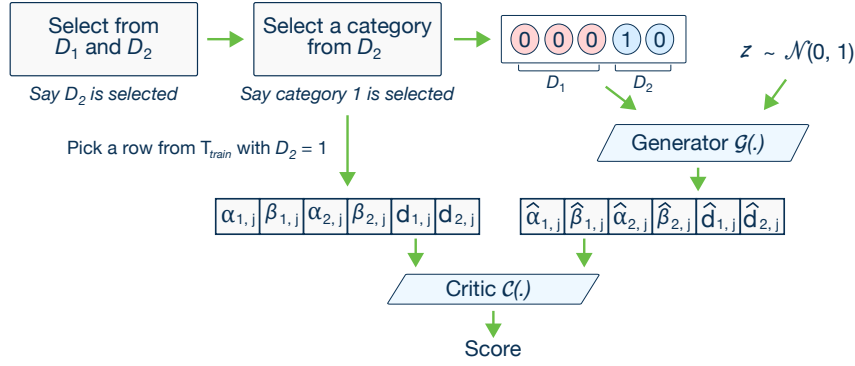 Select from
D₁ and D₂
Select a category
from D₂
0 0 0 1 0
z ~ 𝒩(0, 1)
D₁ D₂
Say D₂ is selected
Say category 1 is selected
Pick a row from T_train with D₂ = 1
Generator 𝒢(.)
α₁,ⱼ β₁,ⱼ α₂,ⱼ β₂,ⱼ d₁,ⱼ d₂,ⱼ
α̂₁,ⱼ β̂₁,ⱼ α̂₂,ⱼ β̂₂,ⱼ d̂₁,ⱼ d̂₂,ⱼ
Critic 𝒞(.)
Score